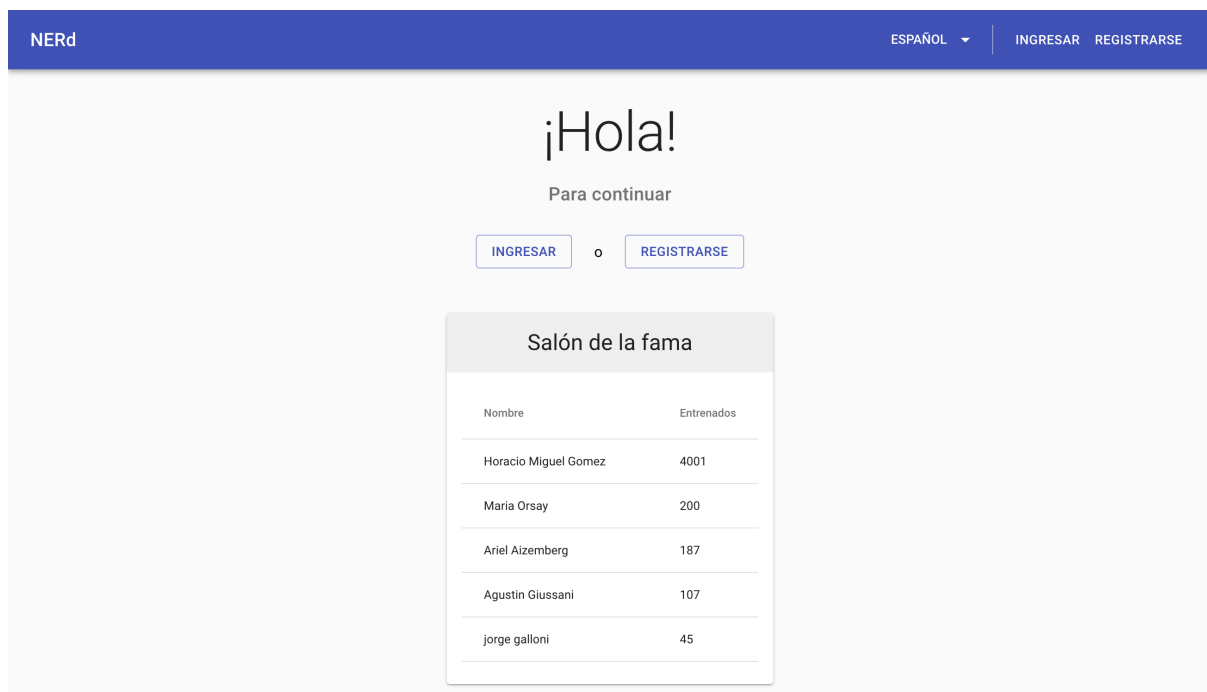 NERd ESPAÑOL INGRESAR REGISTRARSE
¡Hola!
Para continuar
INGRESAR o REGISTRARSE
Salón de la fama
Nombre Entrenados
Horacio Miguel Gomez 4001
Maria Orsay 200
Ariel Aizemberg 187
Agustin Giussani 107
jorge galloni 45